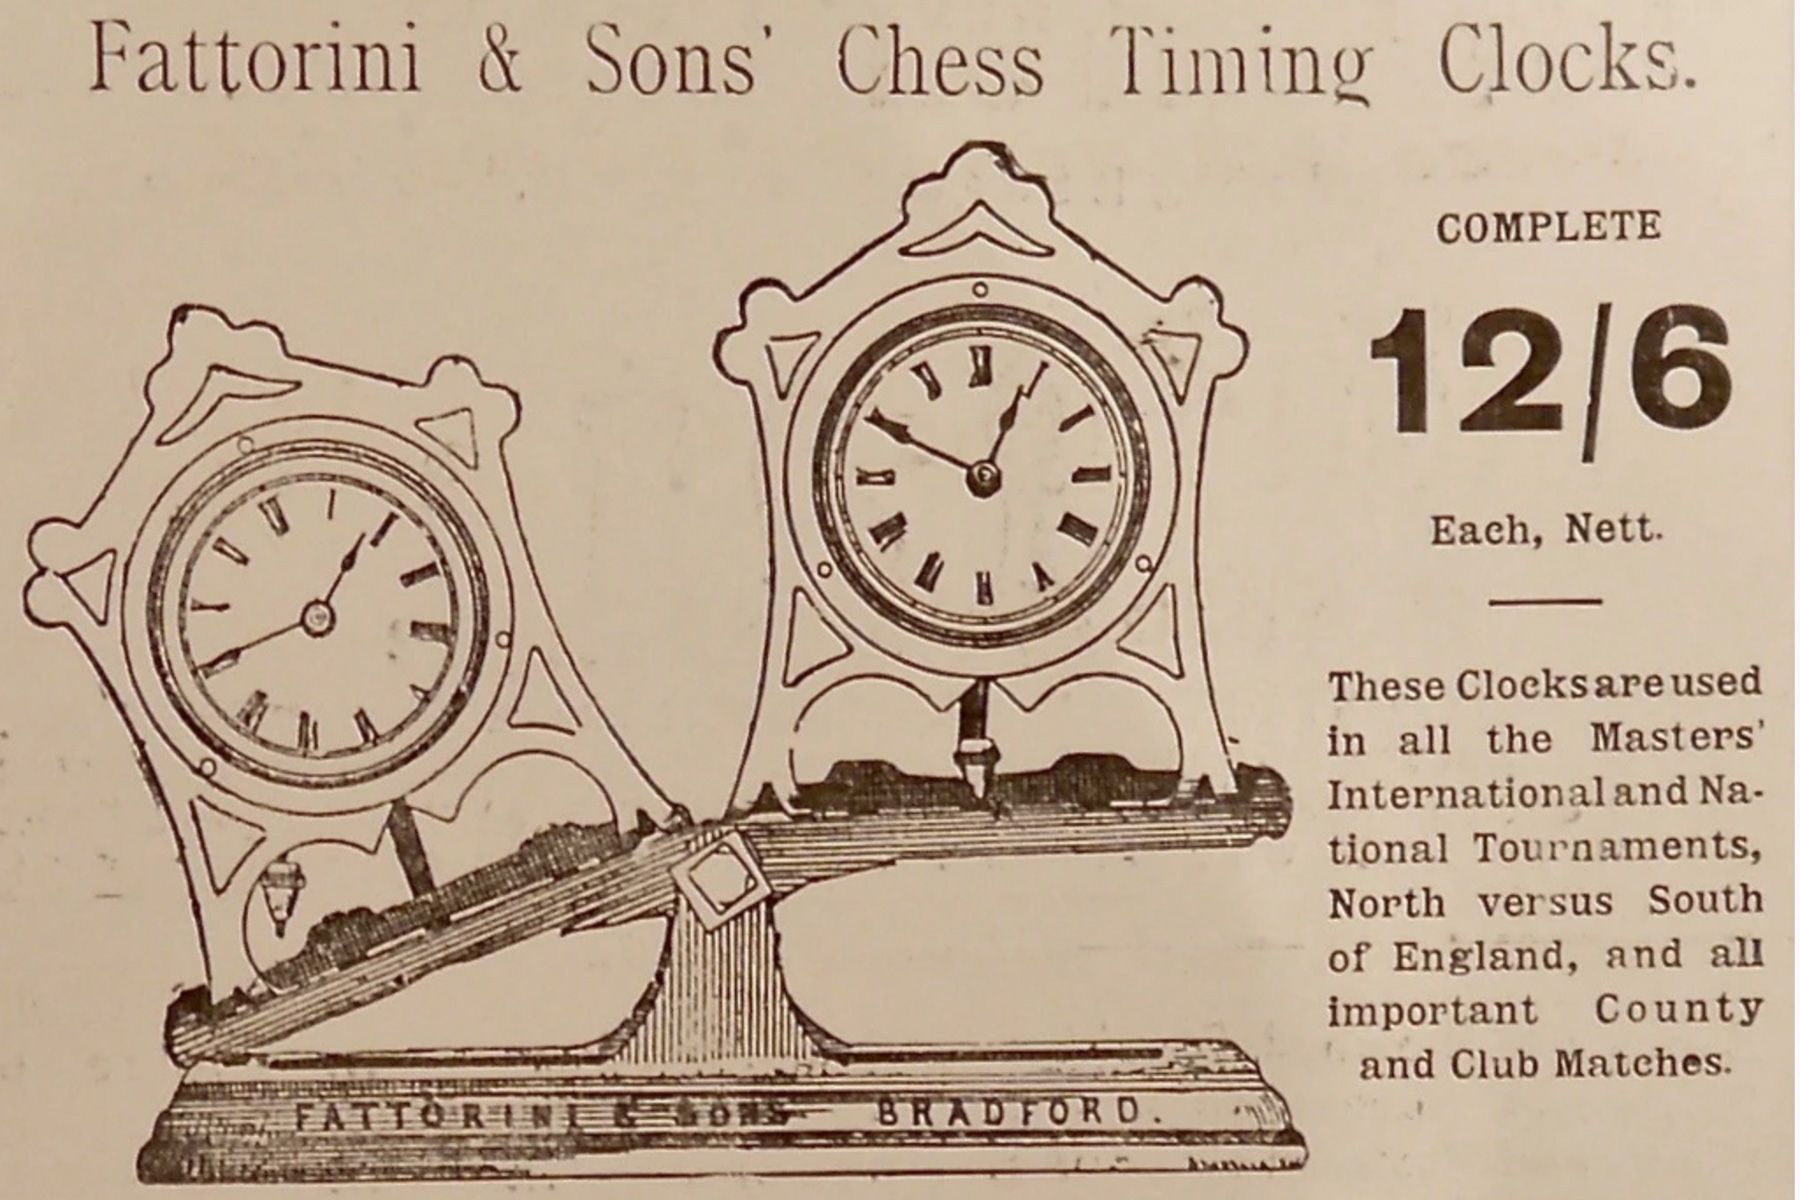 Fattorini & Sons' Chess Timing Clocks.
COMPLETE
12/6
Each, Nett.
These Clocks are used
in all the Masters'
International and Na-
tional Tournaments,
North versus South
of England, and all
important County
and Club Matches.
FATTORINI & SONS BRADFORD.